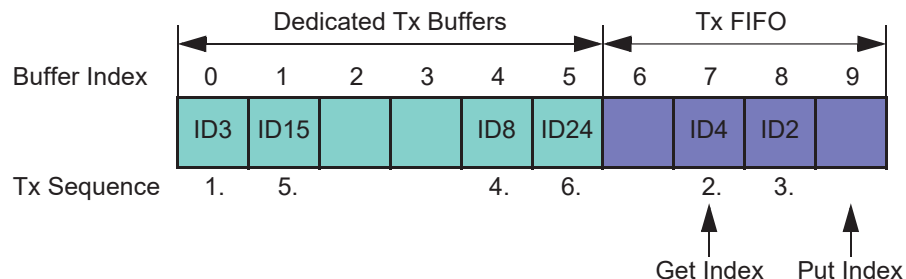 Dedicated Tx Buffers Tx FIFO
Buffer Index 0 1 2 3 4 5 6 7 8 9
ID3 ID15 ID8 ID24 ID4 ID2
Tx Sequence 1. 5. 4. 6. 2. 3.
Get Index Put Index